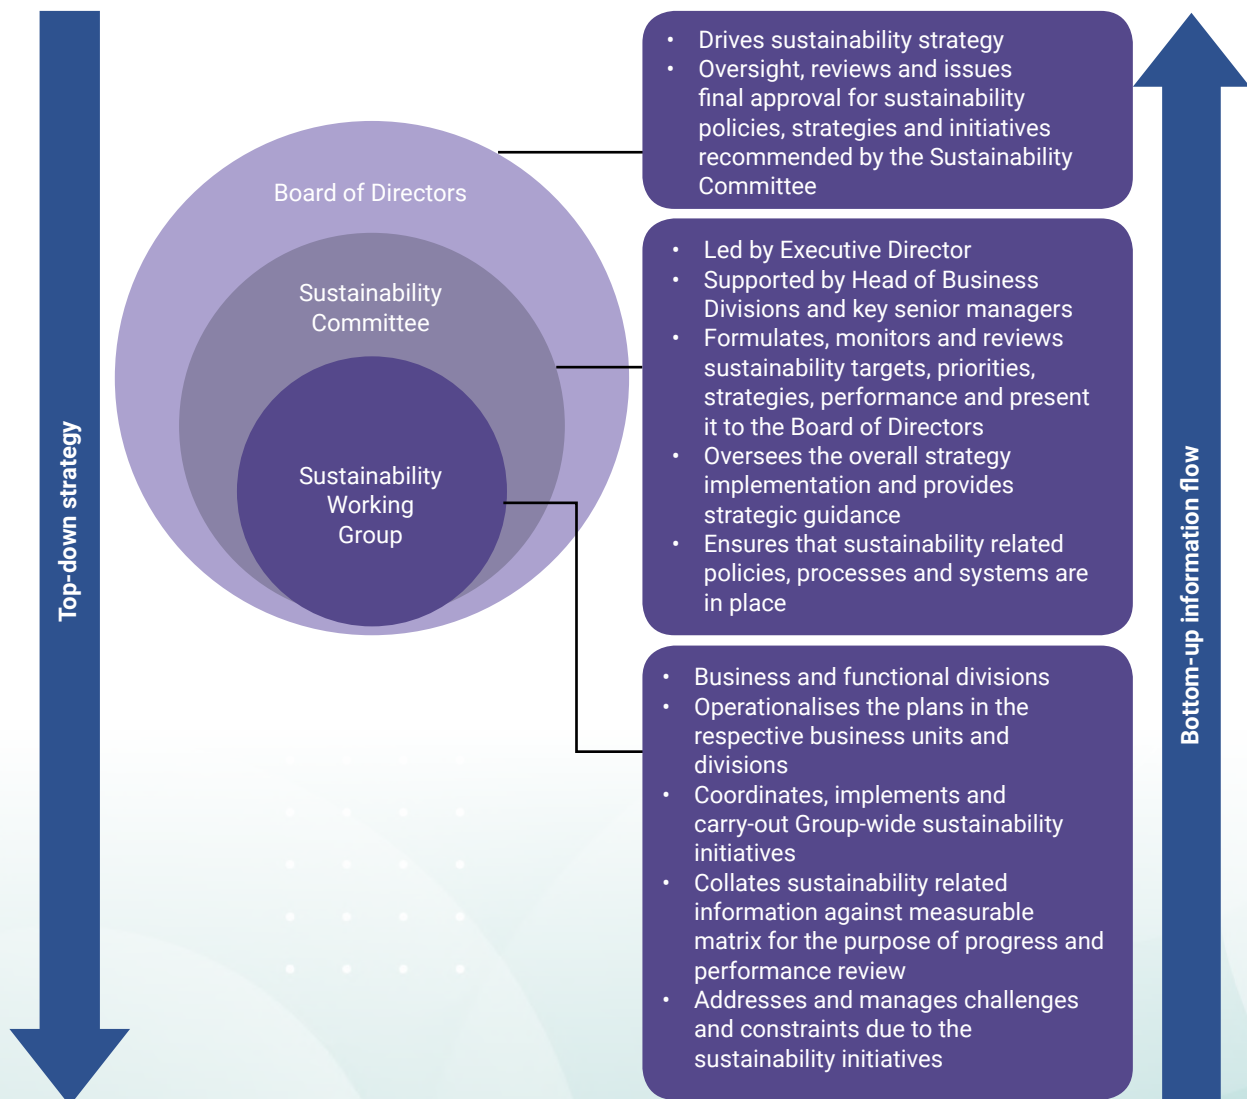 Top-down strategy
Board of Directors
Sustainability
Committee
Sustainability
Working
Group
• Drives sustainability strategy
• Oversight, reviews and issues
final approval for sustainability
policies, strategies and initiatives
recommended by the Sustainability
Committee
• Led by Executive Director
• Supported by Head of Business
Divisions and key senior managers
• Formulates, monitors and reviews
sustainability targets, priorities,
strategies, performance and present
it to the Board of Directors
• Oversees the overall strategy
implementation and provides
strategic guidance
• Ensures that sustainability related
policies, processes and systems are
in place
• Business and functional divisions
• Operationalises the plans in the
respective business units and
divisions
• Coordinates, implements and
carry-out Group-wide sustainability
initiatives
• Collates sustainability related
information against measurable
matrix for the purpose of progress and
performance review
• Addresses and manages challenges
and constraints due to the
sustainability initiatives
Bottom-up information flow